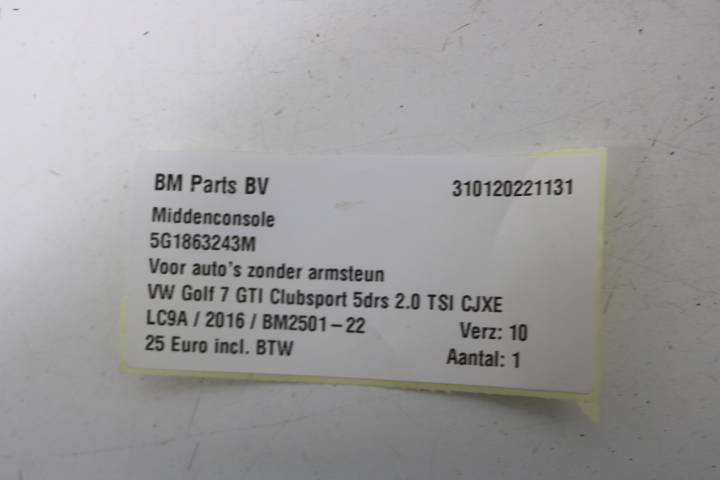 BM Parts BV 310120221131
Middenconsole
5G1863243M
Voor auto's zonder armsteun
VW Golf 7 GTI Clubsport 5drs 2.0 TSI CJXE
LC9A / 2016 / BM2501-22 Verz: 10
25 Euro incl. BTW Aantal: 1